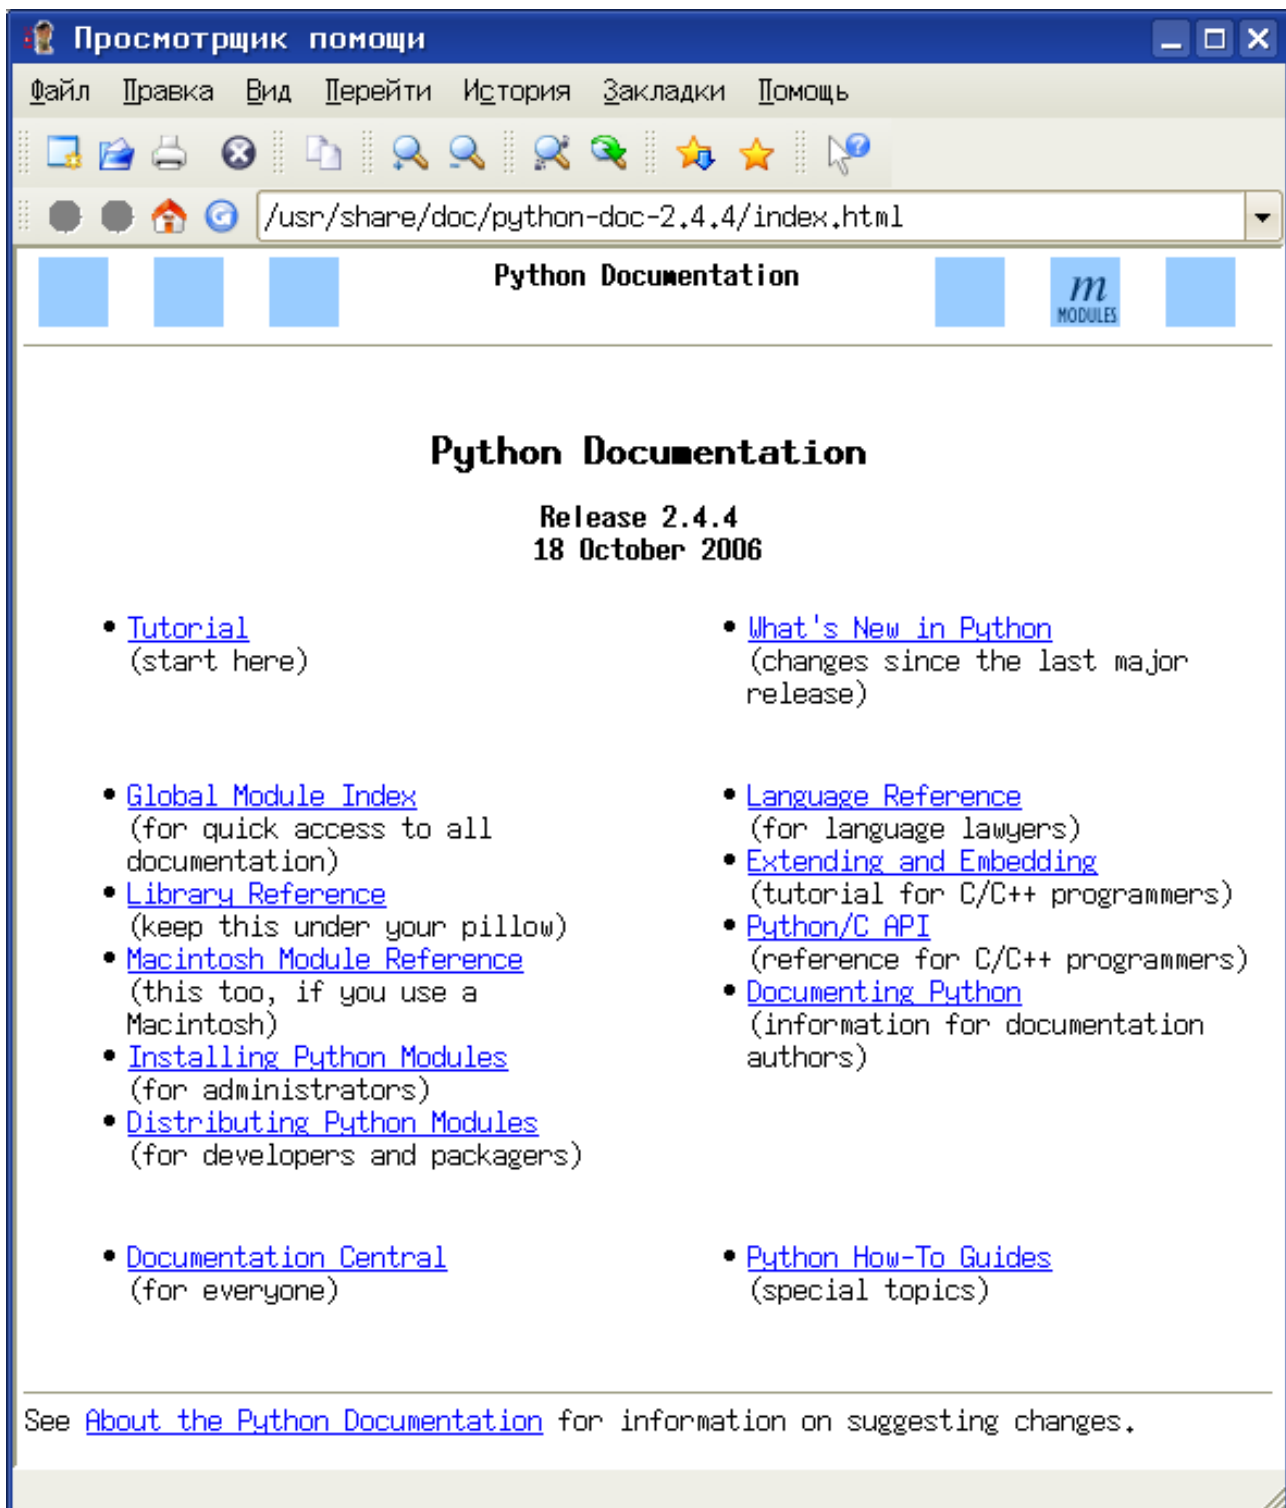 Просмотрщик помощи
Файл Правка Вид Перейти История Закладки Помощь
/usr/share/doc/python-doc-2.4.4/index.html
Python Documentation
m
MODULES
Python Documentation
Release 2.4.4
18 October 2006
Tutorial
(start here)
What's New in Python
(changes since the last major
release)
Global Module Index
(for quick access to all
documentation)
Library Reference
(keep this under your pillow)
Macintosh Module Reference
(this too, if you use a
Macintosh)
Installing Python Modules
(for administrators)
Distributing Python Modules
(for developers and packagers)
Language Reference
(for language lawyers)
Extending and Embedding
(tutorial for C/C++ programmers)
Python/C API
(reference for C/C++ programmers)
Documenting Python
(information for documentation
authors)
Documentation Central
(for everyone)
Python How-To Guides
(special topics)
See About the Python Documentation for information on suggesting changes.